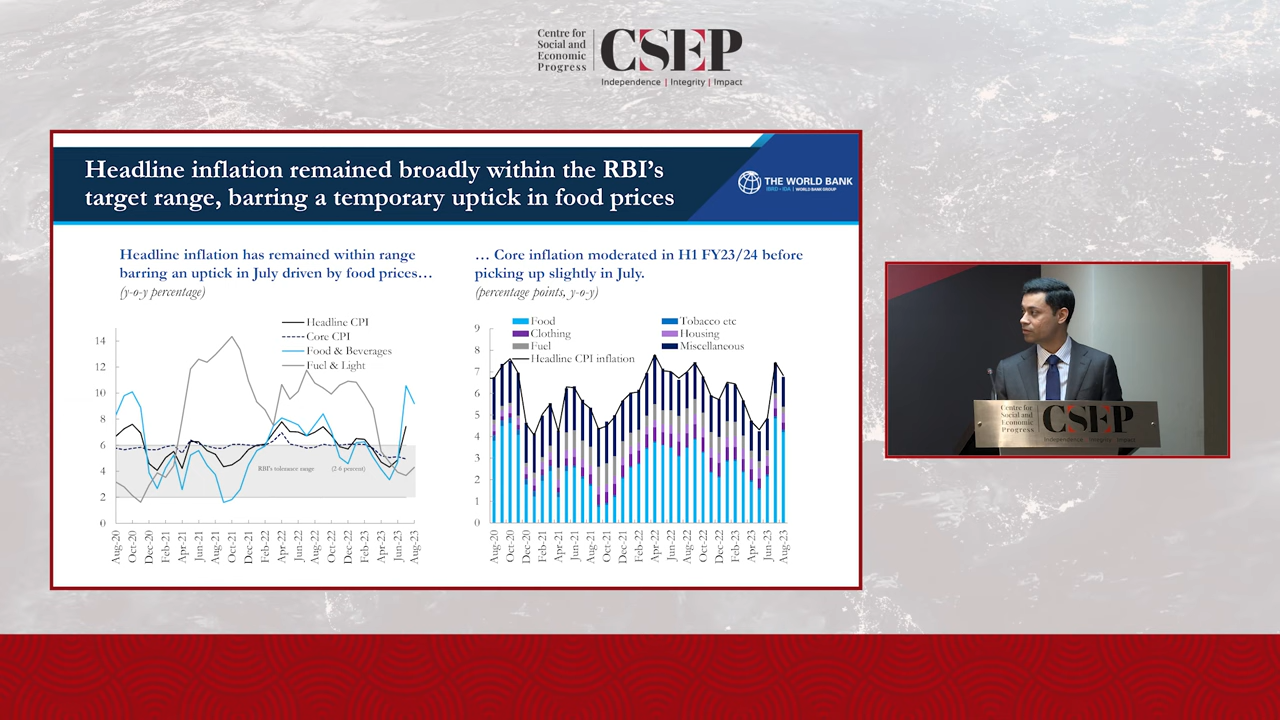 Centre for
Social and
Economic
Progress
CSEP
Independence | Integrity | Impact
Headline inflation remained broadly within the RBI's
target range, barring a temporary uptick in food prices
THE WORLD BANK
IBRD • IDA | WORLD BANK GROUP
Headline inflation has remained within range
barring an uptick in July driven by food prices…
(y-o-y percentage)
Headline CPI
Core CPI
Food & Beverages
Fuel & Light
14
12
10
8
6
4
2
0
RBI's tolerance range (2-6 percent)
Aug-20
Oct-20
Dec-20
Feb-21
Apr-21
Jun-21
Aug-21
Oct-21
Dec-21
Feb-22
Apr-22
Jun-22
Aug-22
Oct-22
Dec-22
Feb-23
Apr-23
Jun-23
Aug-23
… Core inflation moderated in H1 FY23/24 before
picking up slightly in July.
(percentage points, y-o-y)
Food
Tobacco etc
Clothing
Housing
Fuel
Miscellaneous
Headline CPI inflation
9
8
7
6
5
4
3
2
1
0
Aug-20
Oct-20
Dec-20
Feb-21
Apr-21
Jun-21
Aug-21
Oct-21
Dec-21
Feb-22
Apr-22
Jun-22
Aug-22
Oct-22
Dec-22
Feb-23
Apr-23
Jun-23
Aug-23
Centre for
Social and
Economic
Progress
CSEP
Independence | Integrity | Impact